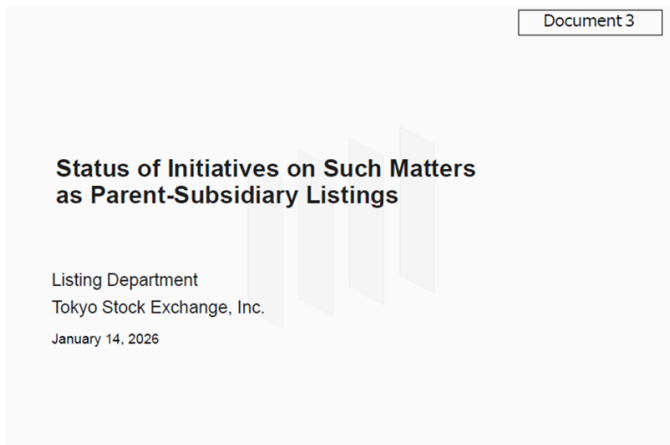 Document 3
Status of Initiatives on Such Matters
as Parent-Subsidiary Listings
Listing Department
Tokyo Stock Exchange, Inc.
January 14, 2026